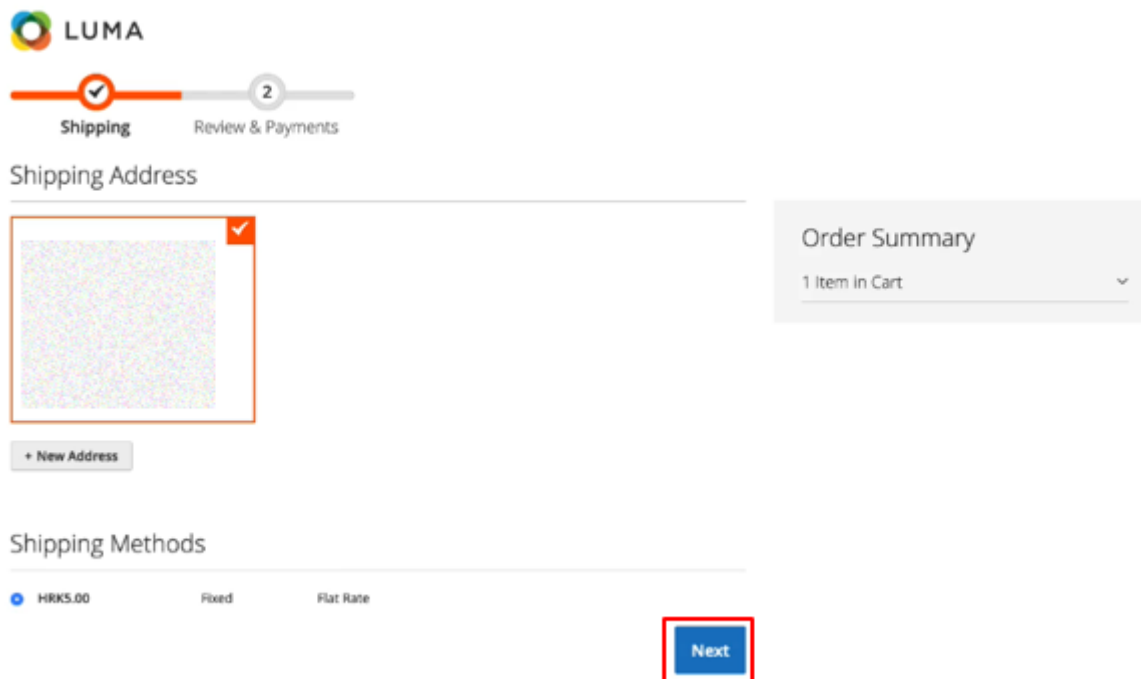 LUMA
2
Shipping Review & Payments
Shipping Address
Order Summary
1 Item in Cart
+ New Address
Shipping Methods
HRK5.00 Fixed Flat Rate
Next